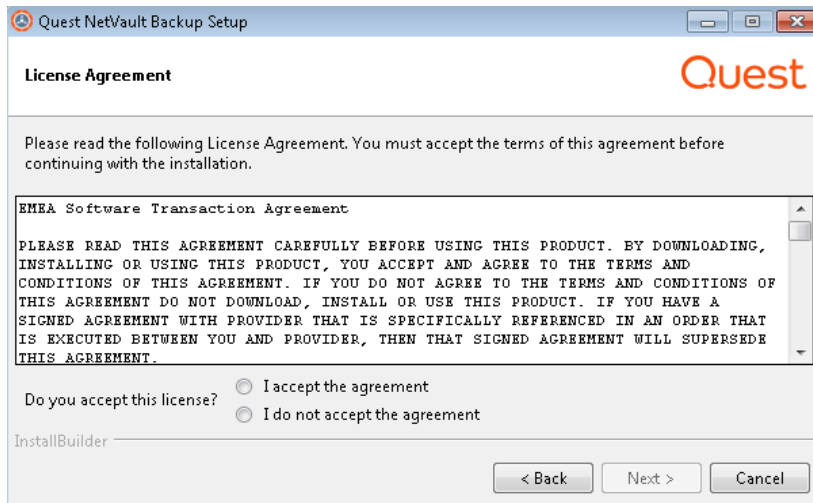 Quest NetVault Backup Setup
License Agreement
Quest
Please read the following License Agreement. You must accept the terms of this agreement before
continuing with the installation.
EMEA Software Transaction Agreement
PLEASE READ THIS AGREEMENT CAREFULLY BEFORE USING THIS PRODUCT. BY DOWNLOADING,
INSTALLING OR USING THIS PRODUCT, YOU ACCEPT AND AGREE TO THE TERMS AND
CONDITIONS OF THIS AGREEMENT. IF YOU DO NOT AGREE TO THE TERMS AND CONDITIONS OF
THIS AGREEMENT DO NOT DOWNLOAD, INSTALL OR USE THIS PRODUCT. IF YOU HAVE A
SIGNED AGREEMENT WITH PROVIDER THAT IS SPECIFICALLY REFERENCED IN AN ORDER THAT
IS EXECUTED BETWEEN YOU AND PROVIDER, THEN THAT SIGNED AGREEMENT WILL SUPERSEDE
THIS AGREEMENT.
Do you accept this license?
I accept the agreement
I do not accept the agreement
InstallBuilder
< Back
Next >
Cancel